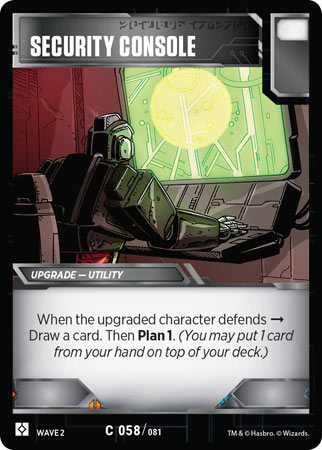 SECURITY CONSOLE
UPGRADE — UTILITY
When the upgraded character defends →
Draw a card. Then Plan 1. (You may put 1 card
from your hand on top of your deck.)
WAVE 2 C 058/081 TM & © Hasbro. © Wizards.